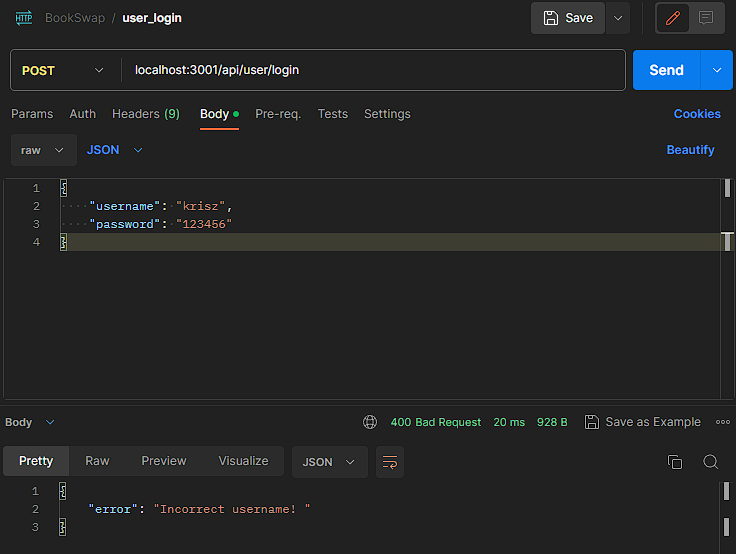 HTTP BookSwap / user_login Save
POST localhost:3001/api/user/login Send
Params Auth Headers (9) Body Pre-req. Tests Settings Cookies
raw JSON Beautify
1 {
2 "username": "krisz",
3 "password": "123456"
4 }
Body 400 Bad Request 20 ms 928 B Save as Example
Pretty Raw Preview Visualize JSON
1 {
2 "error": "Incorrect username! "
3 }